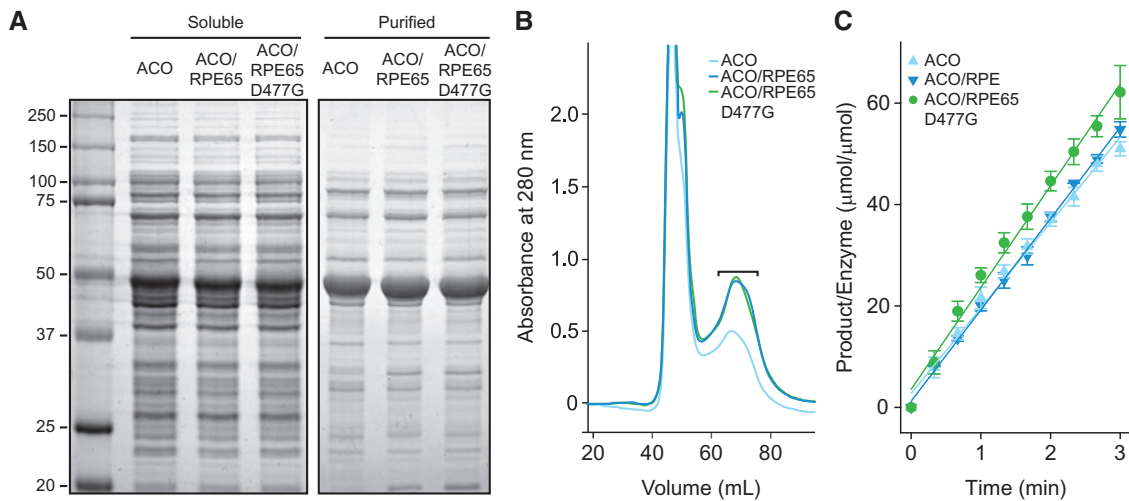 A
Soluble
Purified
ACO
ACO/
RPE65
ACO/
RPE65
D477G
ACO
ACO/
RPE65
ACO/
RPE65
D477G
250
150
100
75
50
37
25
20
B
ACO
ACO/RPE65
ACO/RPE65
D477G
Absorbance at 280 nm
2.0
1.5
1.0
0.5
0
20
40
60
80
Volume (mL)
C
ACO
ACO/RPE
ACO/RPE65
D477G
Product/Enzyme (μmol/μmol)
60
40
20
0
0
1
2
3
Time (min)